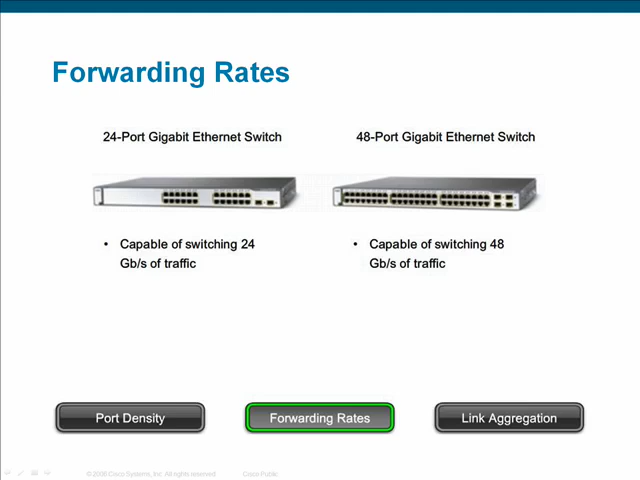 Forwarding Rates
24-Port Gigabit Ethernet Switch
48-Port Gigabit Ethernet Switch
• Capable of switching 24
Gb/s of traffic
• Capable of switching 48
Gb/s of traffic
Port Density
Forwarding Rates
Link Aggregation
© 2006 Cisco Systems, Inc. All rights reserved.
Cisco Public